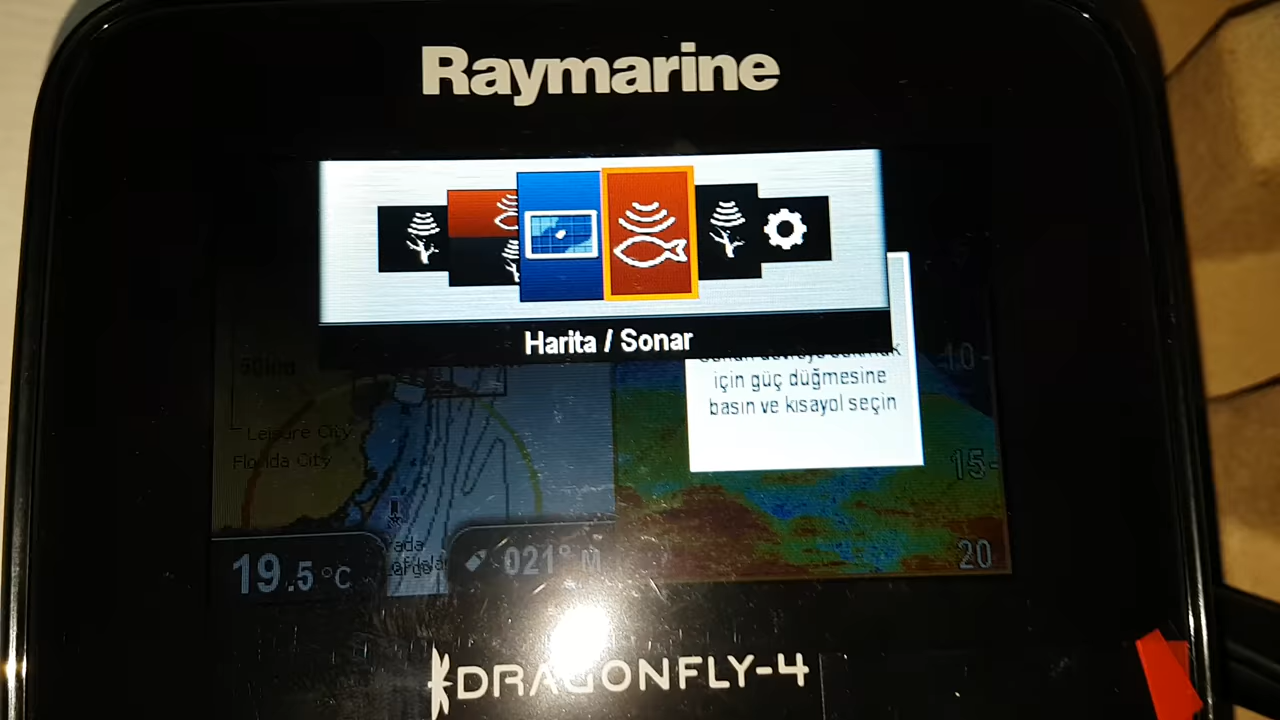 Raymarine
Harita / Sonar
için güç düğmesine
basın ve kısayol seçin
10
Leisure City
Florida City
15
19.5 °C
021° M
20
DRAGONFLY-4